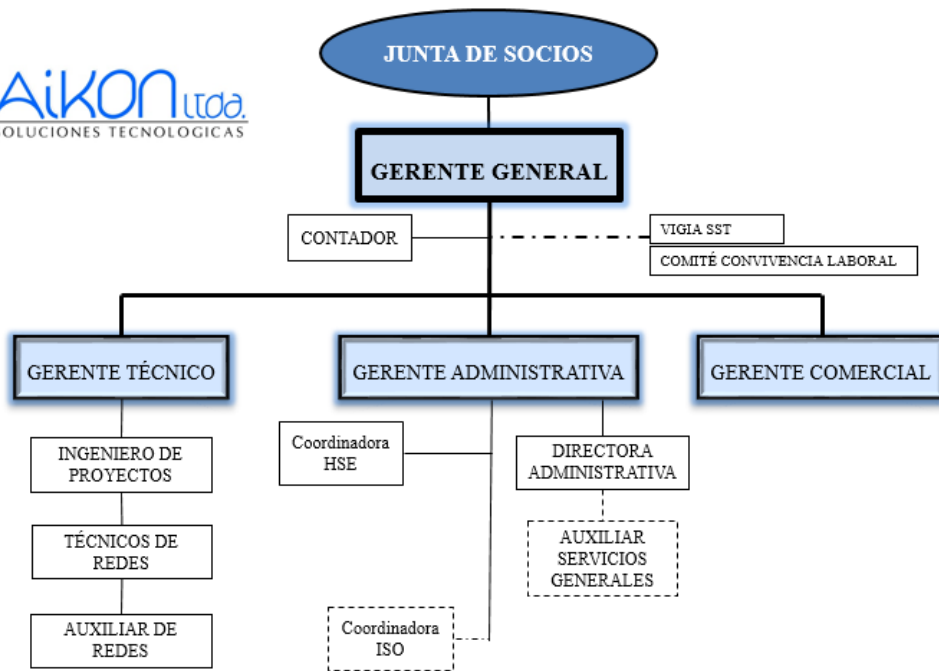 JUNTA DE SOCIOS
AiKON Ltda.
SOLUCIONES TECNOLOGICAS
GERENTE GENERAL
CONTADOR
VIGIA SST
COMITÉ CONVIVENCIA LABORAL
GERENTE TÉCNICO
GERENTE ADMINISTRATIVA
GERENTE COMERCIAL
INGENIERO DE
PROYECTOS
TÉCNICOS DE
REDES
AUXILIAR DE
REDES
Coordinadora
HSE
Coordinadora
ISO
DIRECTORA
ADMINISTRATIVA
AUXILIAR
SERVICIOS
GENERALES